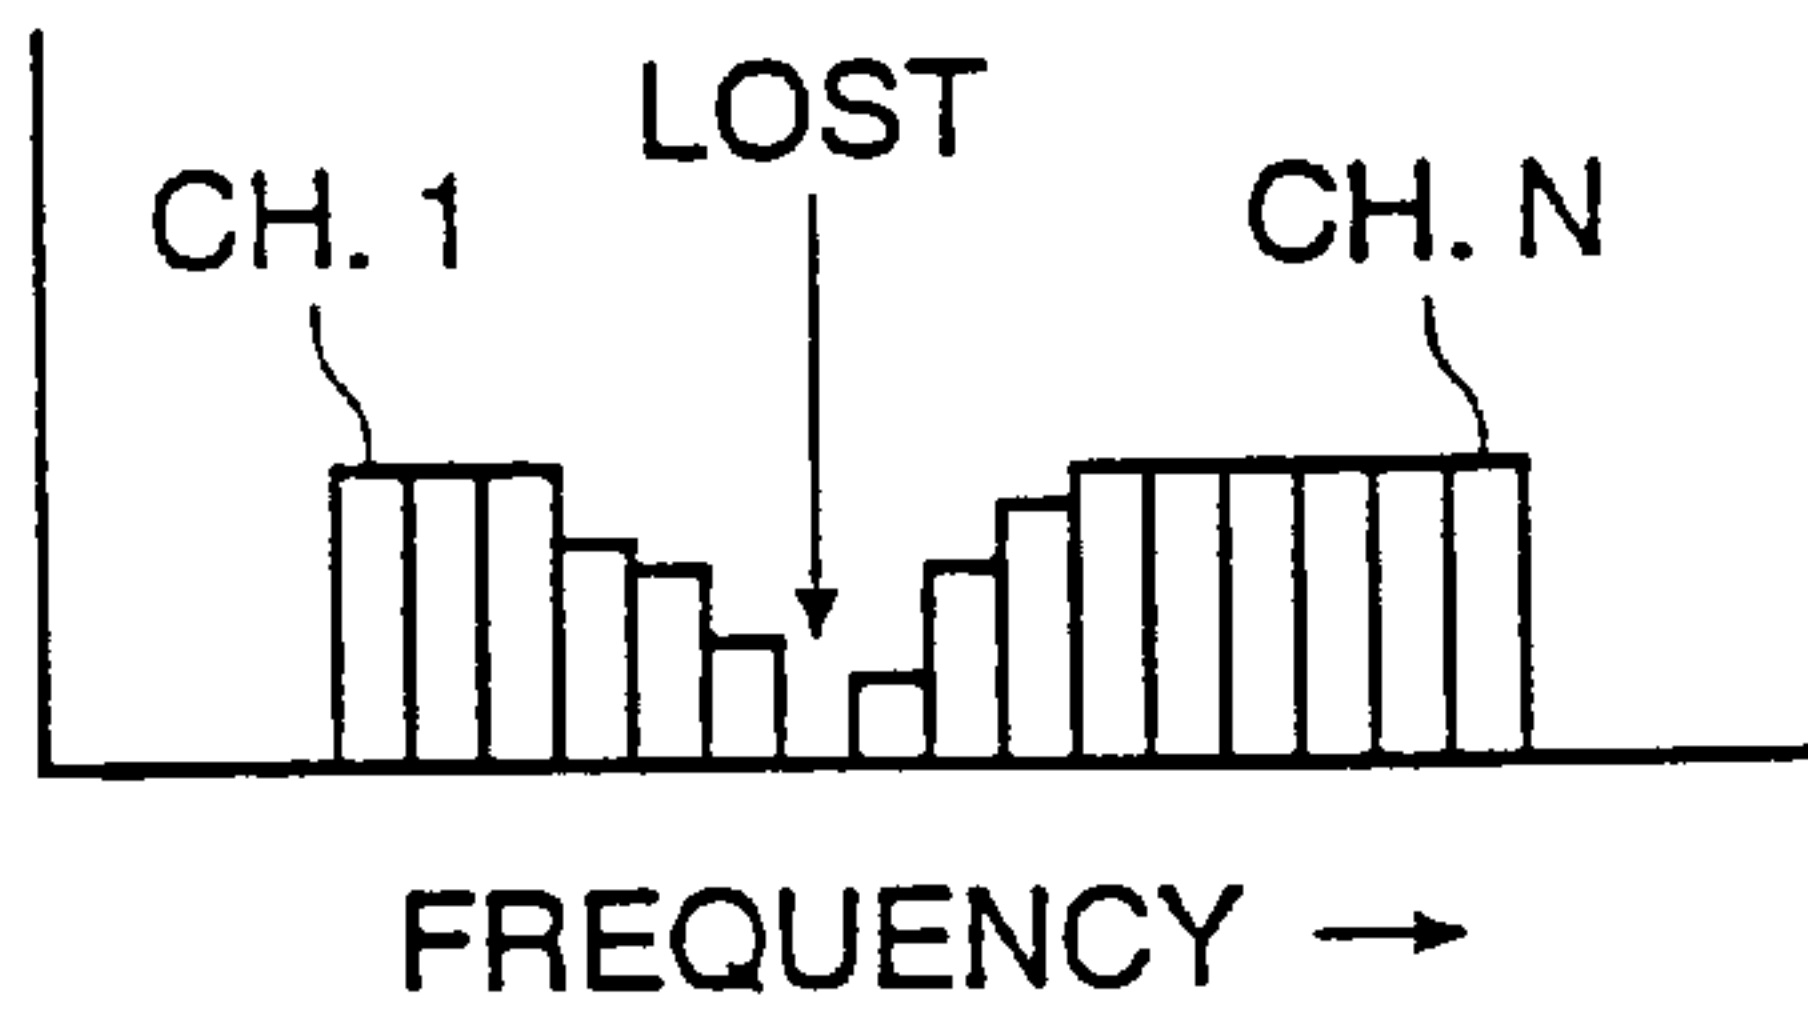 LOST
CH. 1
CH. N
FREQUENCY →